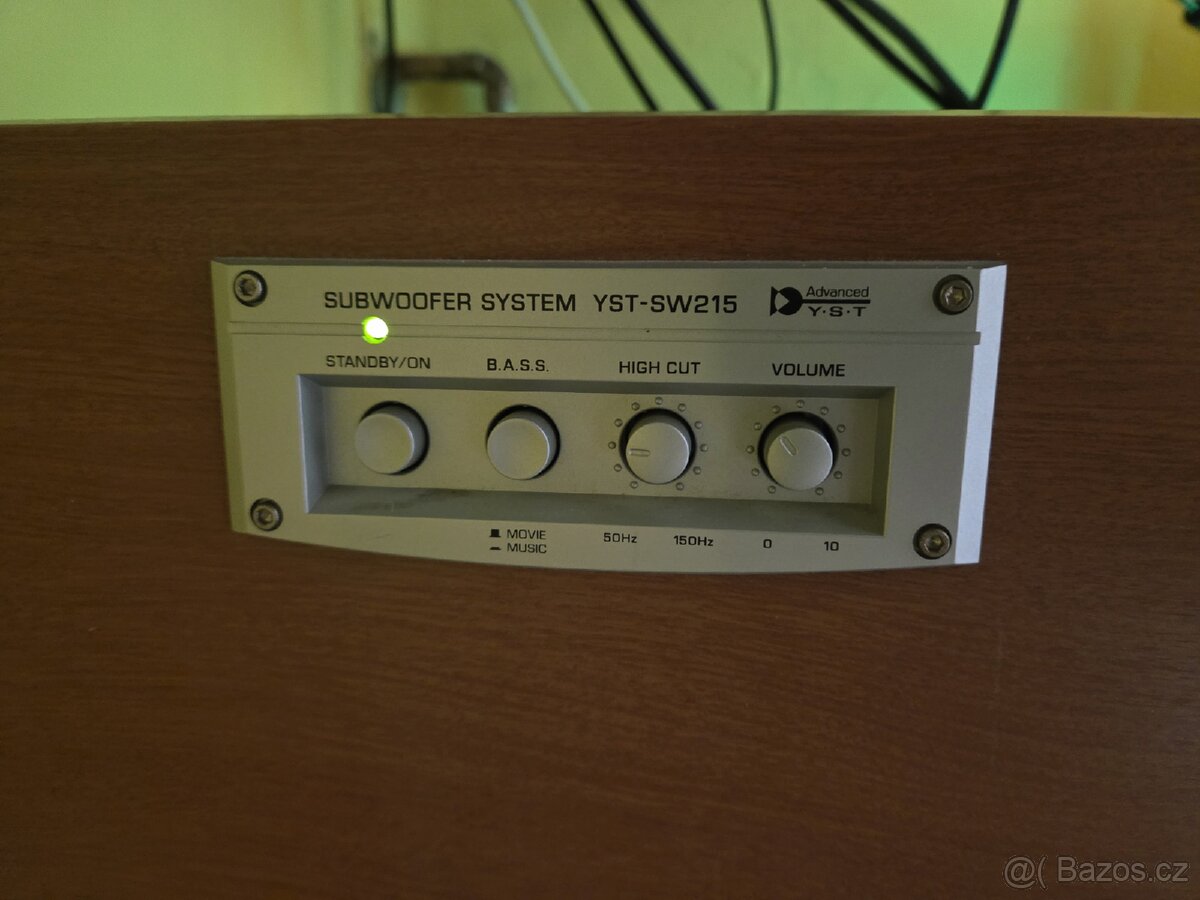 SUBWOOFER SYSTEM YST-SW215
Advanced
Y·S·T
STANDBY/ON B.A.S.S. HIGH CUT VOLUME
MOVIE
MUSIC
50Hz 150Hz 0 10
@( Bazos.cz